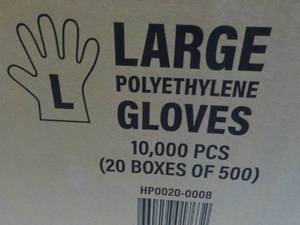 LARGE
L
POLYETHYLENE
GLOVES
10,000 PCS
(20 BOXES OF 500)
HP0020-0008